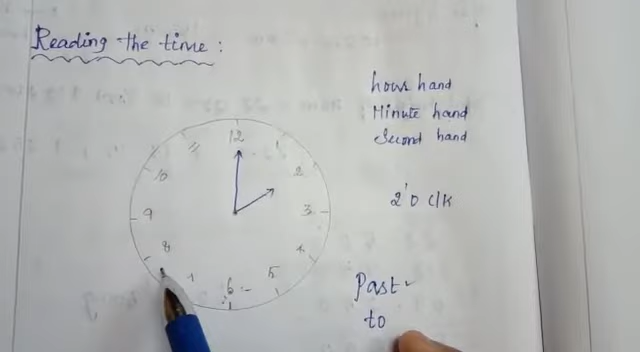 Reading the time :
hour hand
Minute hand
Second hand
12
11
1
10
2
9
3
8
4
7
5
6
2'O Clk
Past
to